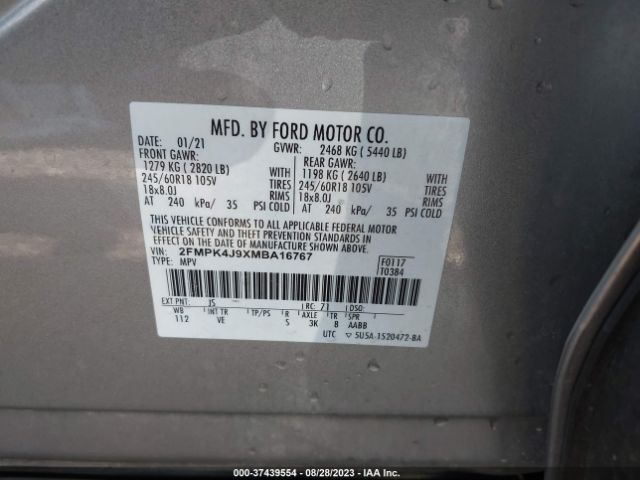 MFD. BY FORD MOTOR CO.
DATE: 01/21 GVWR: 2468 KG ( 5440 LB)
FRONT GAWR: REAR GAWR:
1279 KG ( 2820 LB) WITH 1198 KG ( 2640 LB) WITH
245/60R18 105V TIRES 245/60R18 105V TIRES
18x8.0J RIMS 18x8.0J RIMS
AT 240 kPa/ 35 PSI COLD AT 240 kPa/ 35 PSI COLD
THIS VEHICLE CONFORMS TO ALL APPLICABLE FEDERAL MOTOR
VEHICLE SAFETY AND THEFT PREVENTION STANDARDS IN
EFFECT ON THE DATE OF MANUFACTURE SHOWN ABOVE.
VIN: 2FMPK4J9XMBA16767 F0117
TYPE: MPV T0384
EXT PNT: JS RC: 71 DSO:
WB INT TR TP/PS R AXLE TR SPR
112 VE S 3K 8 AABB
UTC ▽ 5U5A-1520472-BA
000-37439554 | 08/28/2023 - IAA Inc.